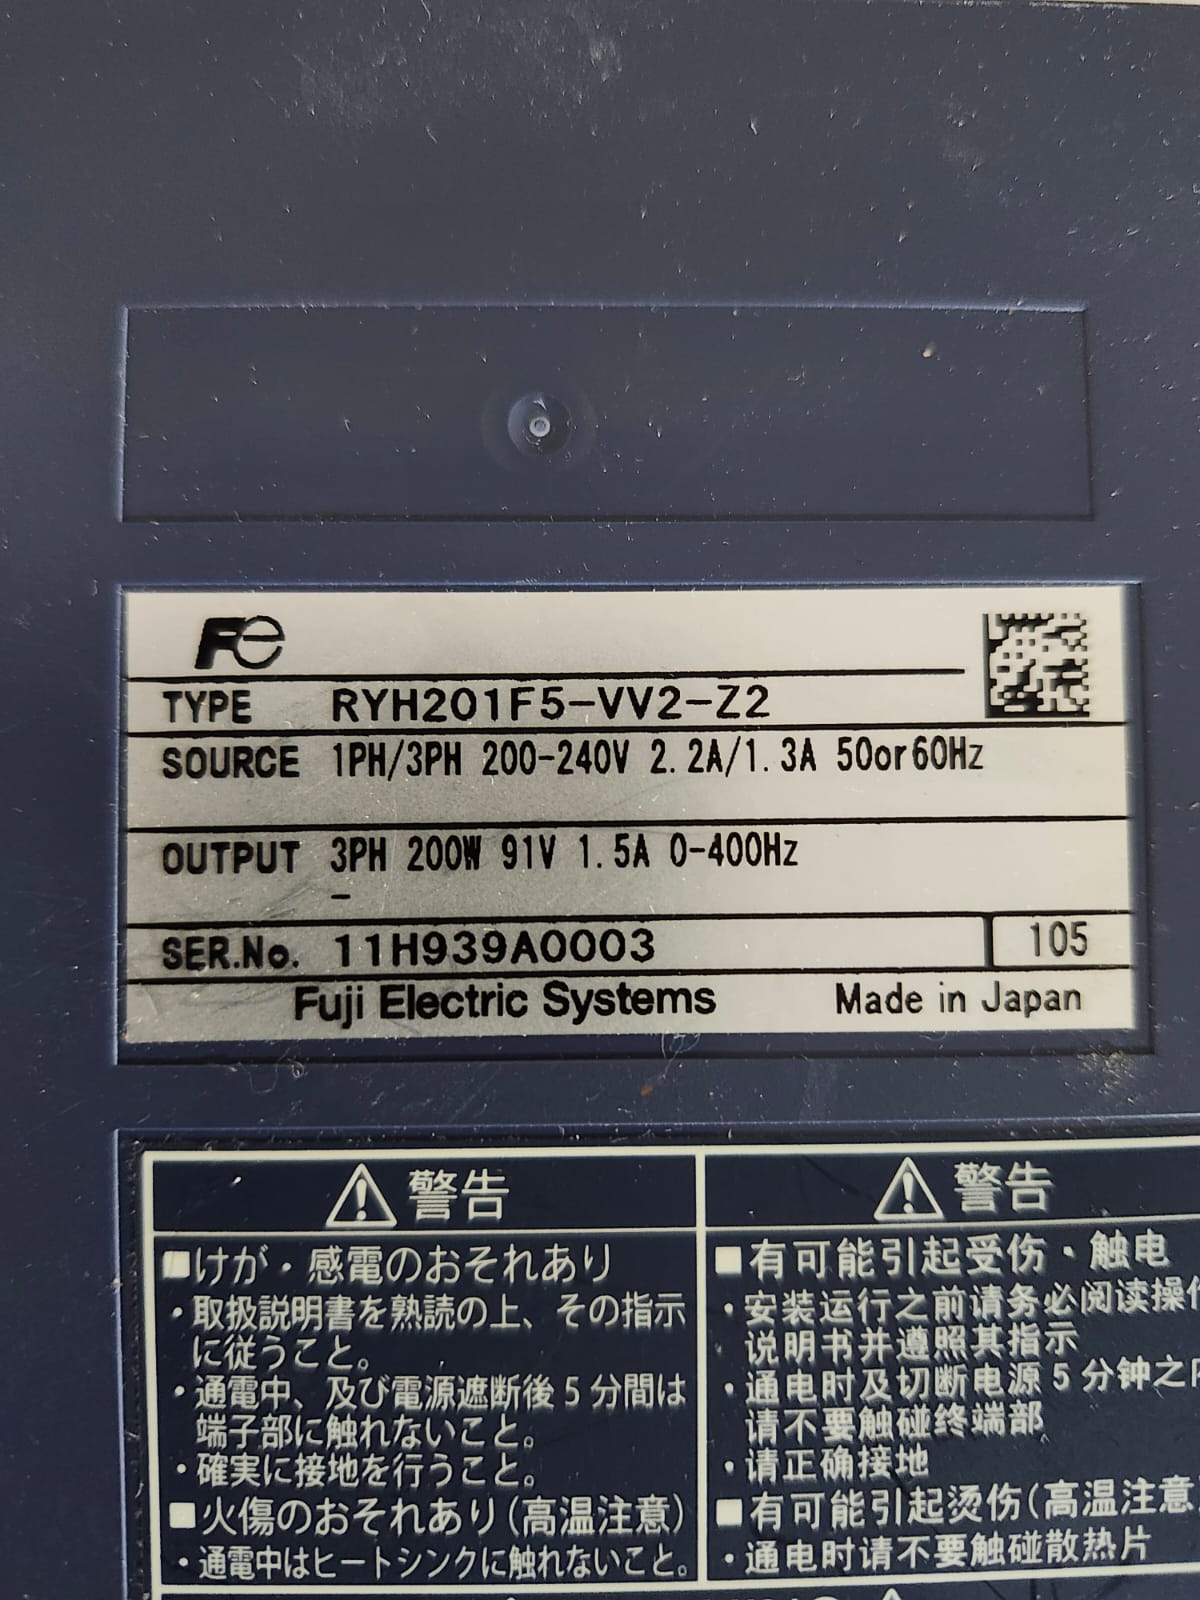 Fe
TYPE RYH201F5-VV2-Z2
SOURCE 1PH/3PH 200-240V 2.2A/1.3A 50or60Hz
OUTPUT 3PH 200W 91V 1.5A 0-400Hz
-
SER.No. 11H939A0003 105
Fuji Electric Systems Made in Japan
警告
■けが・感電のおそれあり
・取扱説明書を熟読の上、その指示
に従うこと。
・通電中、及び電源遮断後5分間は
端子部に触れないこと。
・確実に接地を行うこと。
■火傷のおそれあり(高温注意)
・通電中はヒートシンクに触れないこと。
警告
■有可能引起受伤・触电
・安装运行之前请务必阅读操作
说明书并遵照其指示
・通电时及切断电源5分钟之
请不要触碰终端部
・请正确接地
■有可能引起烫伤(高温注意
・通电时请不要触碰散热片